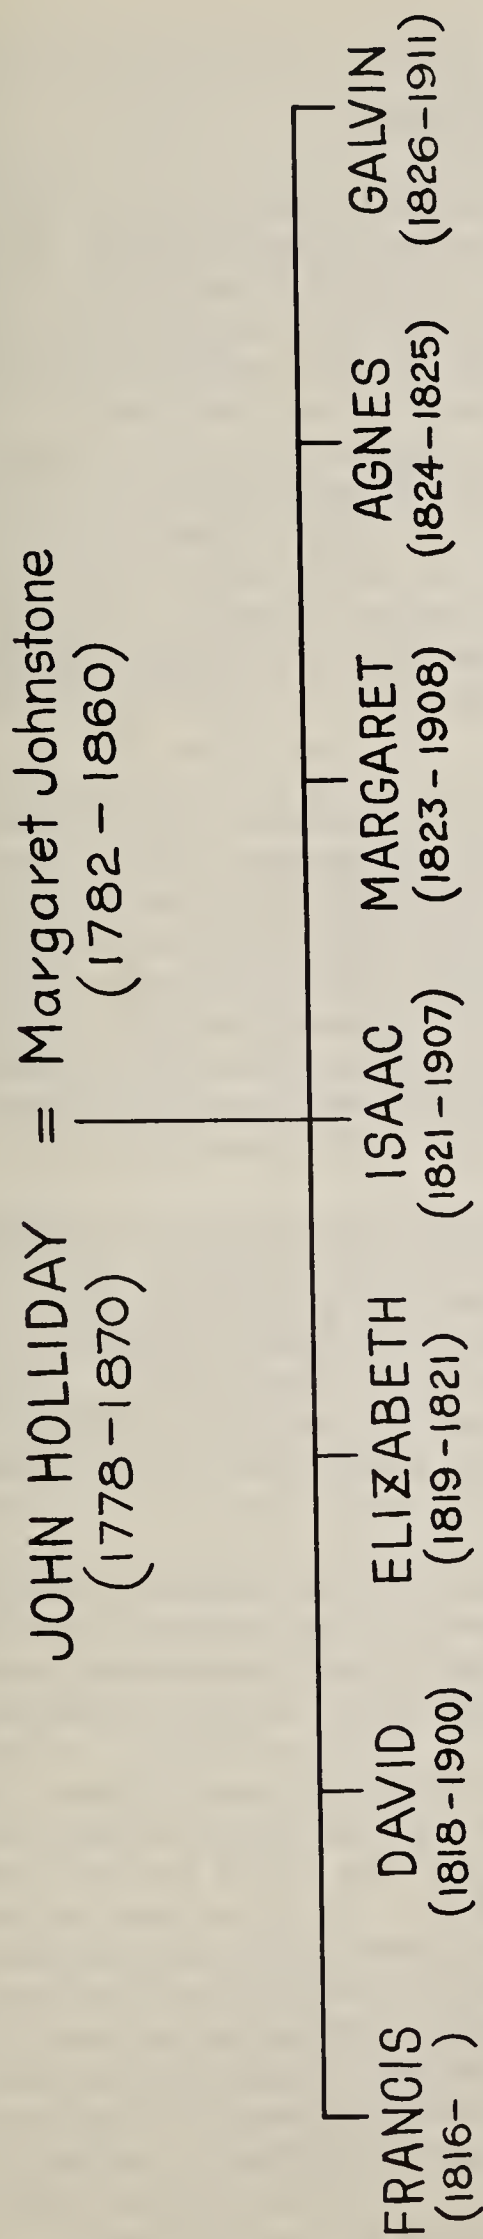 JOHN HOLLIDAY = Margaret Johnstone
(1778-1870) (1782-1860)
FRANCIS DAVID ELIZABETH ISAAC MARGARET AGNES GALVIN
(1816- ) (1818-1900) (1819-1821) (1821-1907) (1823-1908) (1824-1825) (1826-1911)